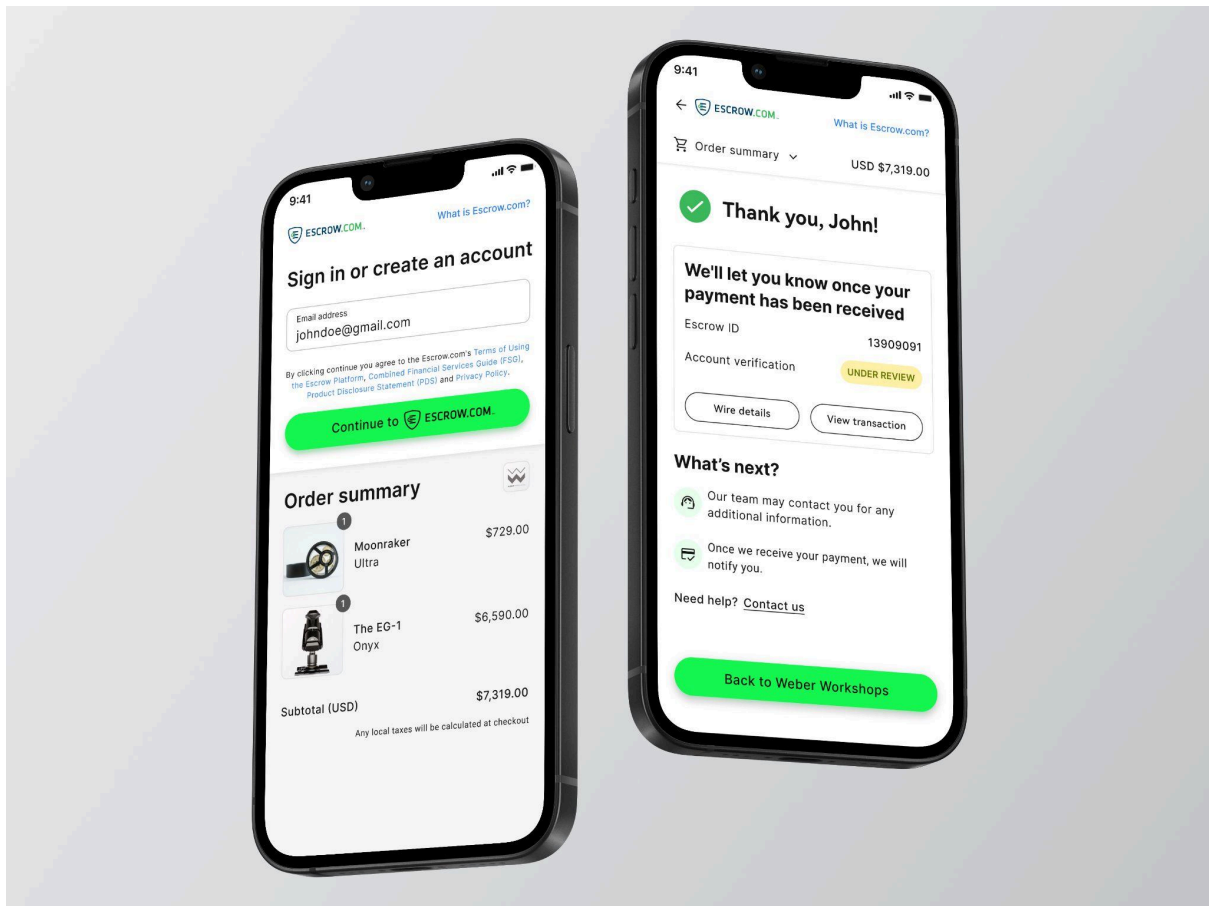 9:41
ESCROW.COM
What is Escrow.com?
Sign in or create an account
Email address
johndoe@gmail.com
By clicking continue you agree to the Escrow.com's Terms of Using
the Escrow Platform, Combined Financial Services Guide (FSG),
Product Disclosure Statement (PDS) and Privacy Policy.
Continue to ESCROW.COM
Order summary
1
Moonraker
Ultra
$729.00
1
The EG-1
Onyx
$6,590.00
Subtotal (USD)
$7,319.00
Any local taxes will be calculated at checkout
9:41
ESCROW.COM
What is Escrow.com?
Order summary
USD $7,319.00
Thank you, John!
We'll let you know once your
payment has been received
Escrow ID
13909091
Account verification
UNDER REVIEW
Wire details
View transaction
What's next?
Our team may contact you for any
additional information.
Once we receive your payment, we will
notify you.
Need help? Contact us
Back to Weber Workshops